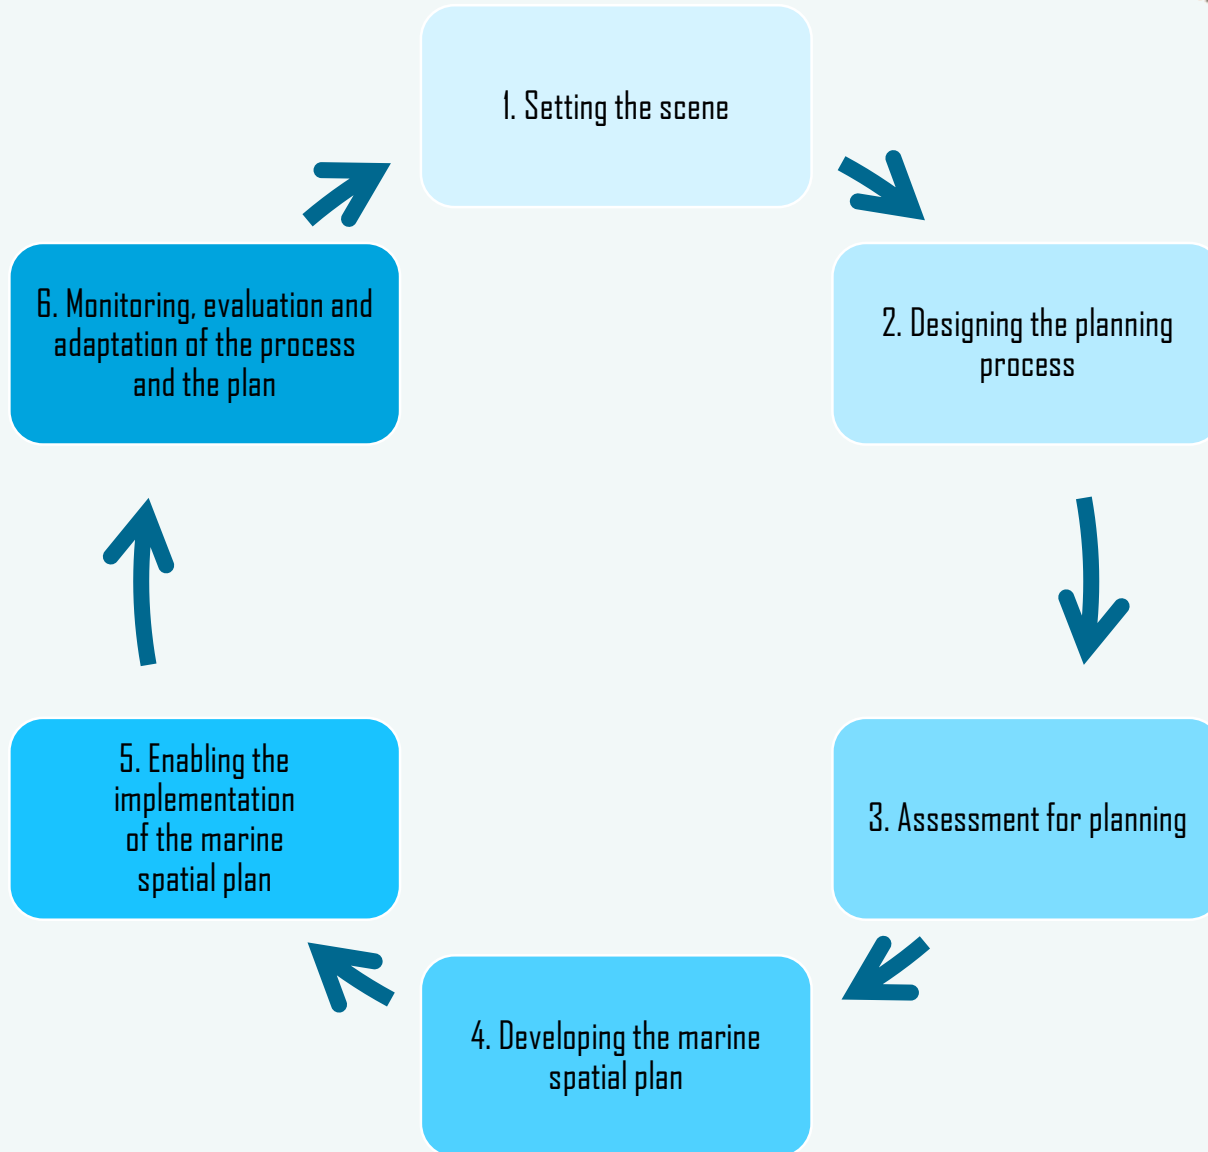 1. Setting the scene
2. Designing the planning
process
3. Assessment for planning
4. Developing the marine
spatial plan
5. Enabling the
implementation
of the marine
spatial plan
6. Monitoring, evaluation and
adaptation of the process
and the plan